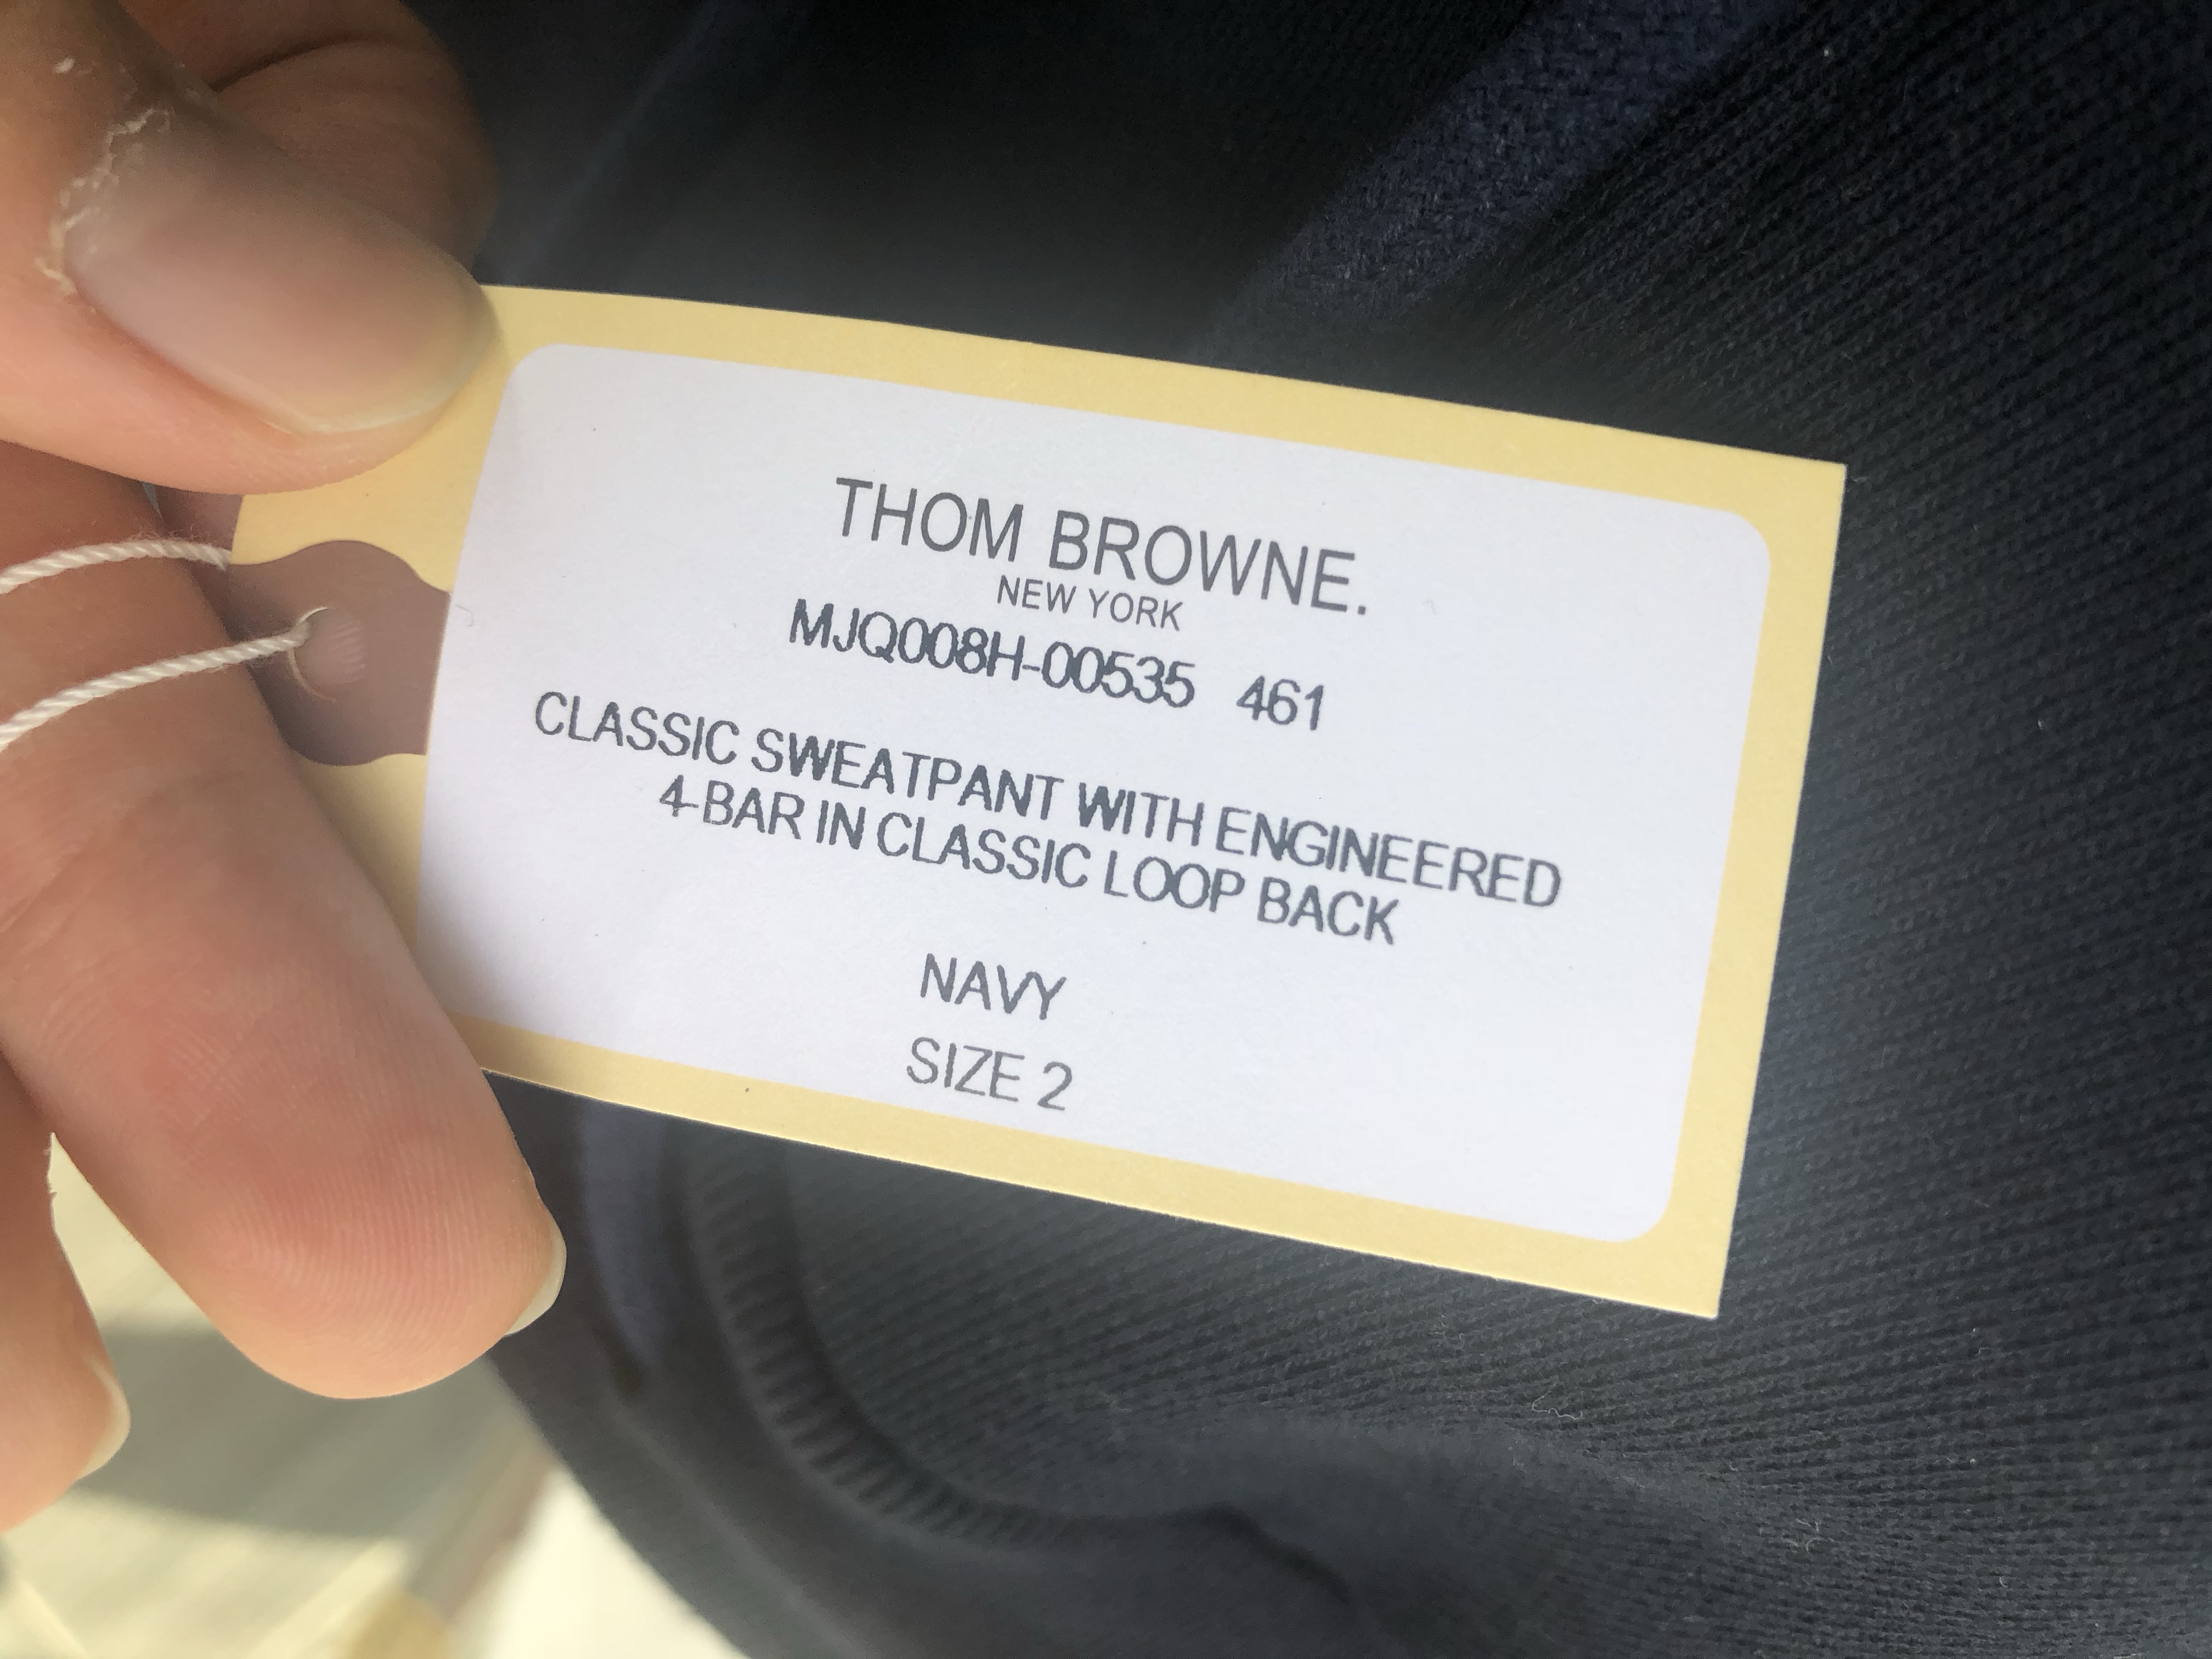 THOM BROWNE.
NEW YORK
MJQ008H-00535 461
CLASSIC SWEATPANT WITH ENGINEERED
4-BAR IN CLASSIC LOOP BACK
NAVY
SIZE 2